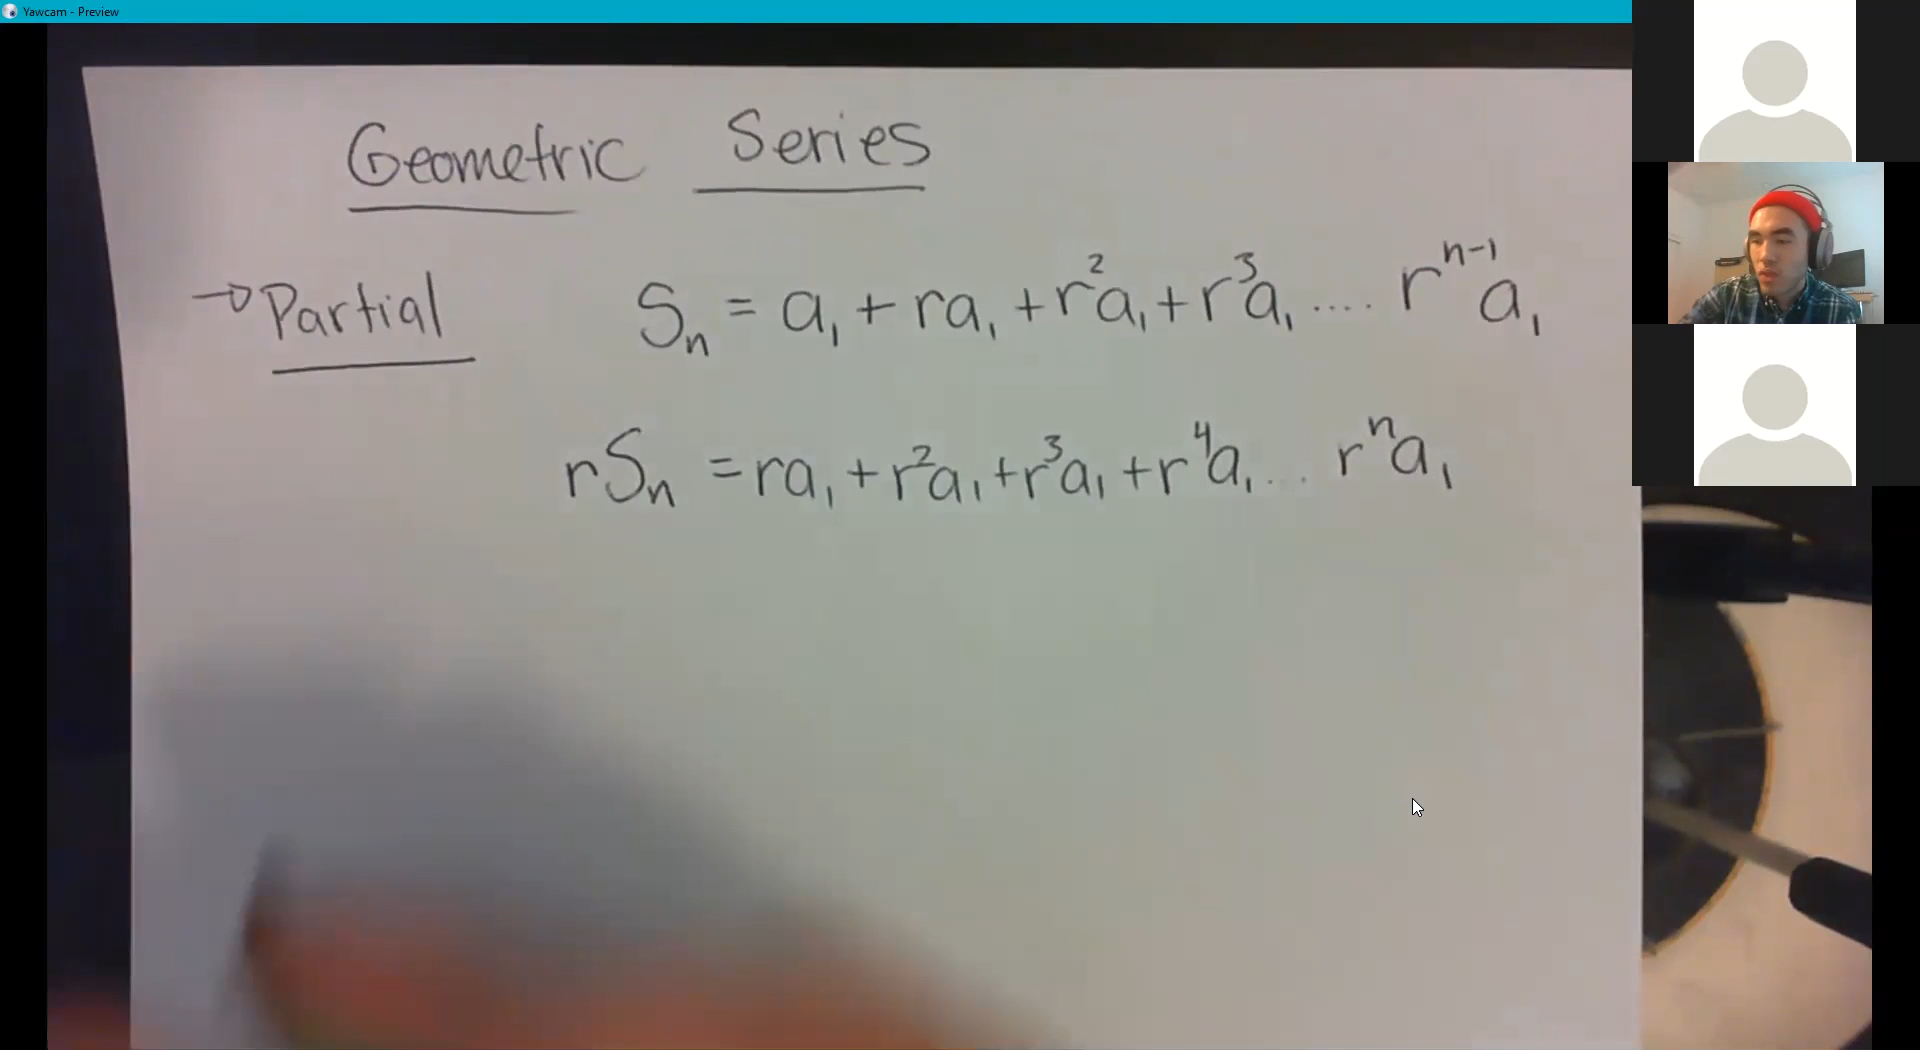 Yawcam - Preview
Geometric Series
→Partial Sₙ = a₁ + ra₁ + r²a₁ + r³a₁ .... rⁿ⁻¹a₁
rSₙ = ra₁ + r²a₁ + r³a₁ + r⁴a₁ ... rⁿa₁